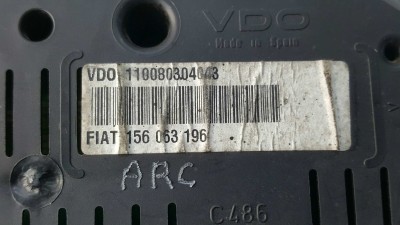 VDO
Made in Spain
VDO 110080304043
FIAT 156 063 196
ARC
C486